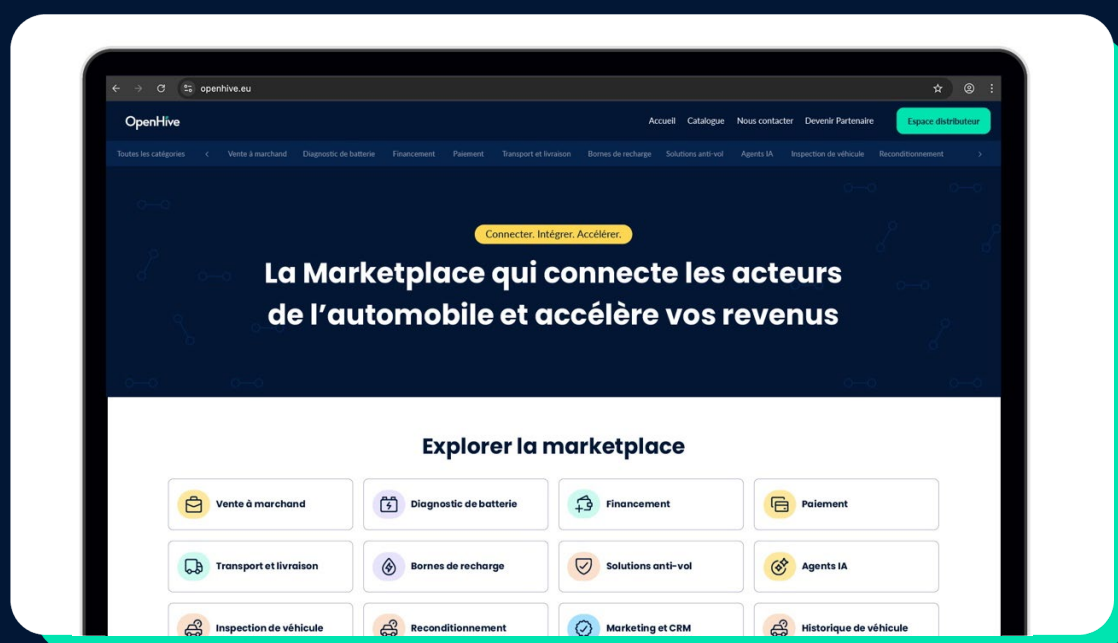 openhive.eu
OpenHive
Accueil Catalogue Nous contacter Devenir Partenaire Espace distributeur
Toutes les catégories Vente à marchand Diagnostic de batterie Financement Paiement Transport et livraison Bornes de recharge Solutions anti-vol Agents IA Inspection de véhicule Reconditionnement
Connecter. Intégrer. Accélérer.
La Marketplace qui connecte les acteurs
de l’automobile et accélère vos revenus
Explorer la marketplace
Vente à marchand Diagnostic de batterie Financement Paiement
Transport et livraison Bornes de recharge Solutions anti-vol Agents IA
Inspection de véhicule Reconditionnement Marketing et CRM Historique de véhicule